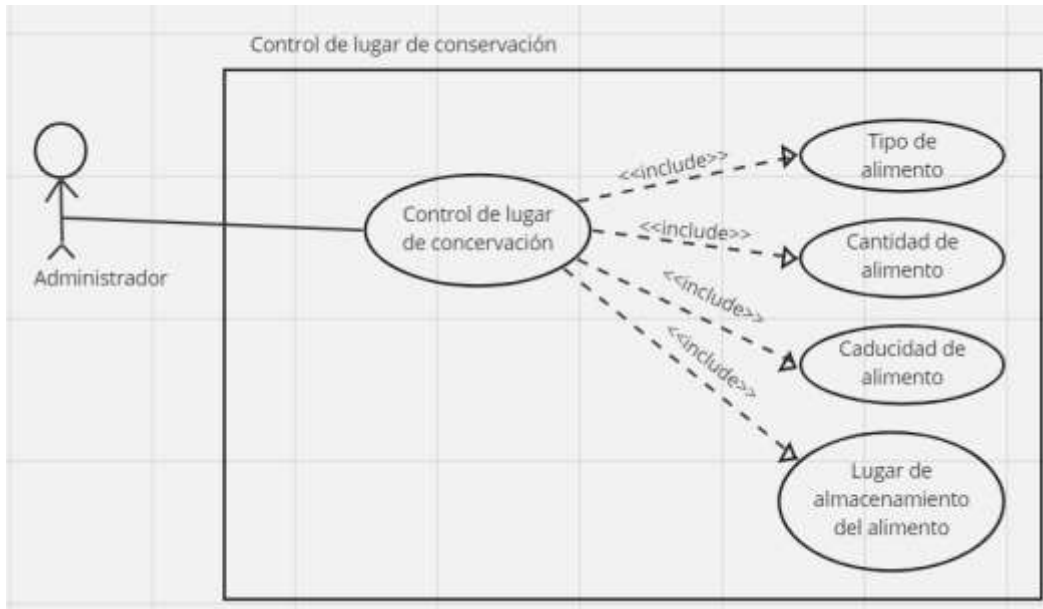 Control de lugar de conservación
Administrador
Control de lugar
de concervación
<<include>>
Tipo de
alimento
<<include>>
Cantidad de
alimento
<<include>>
Caducidad de
alimento
<<include>>
Lugar de
almacenamiento
del alimento